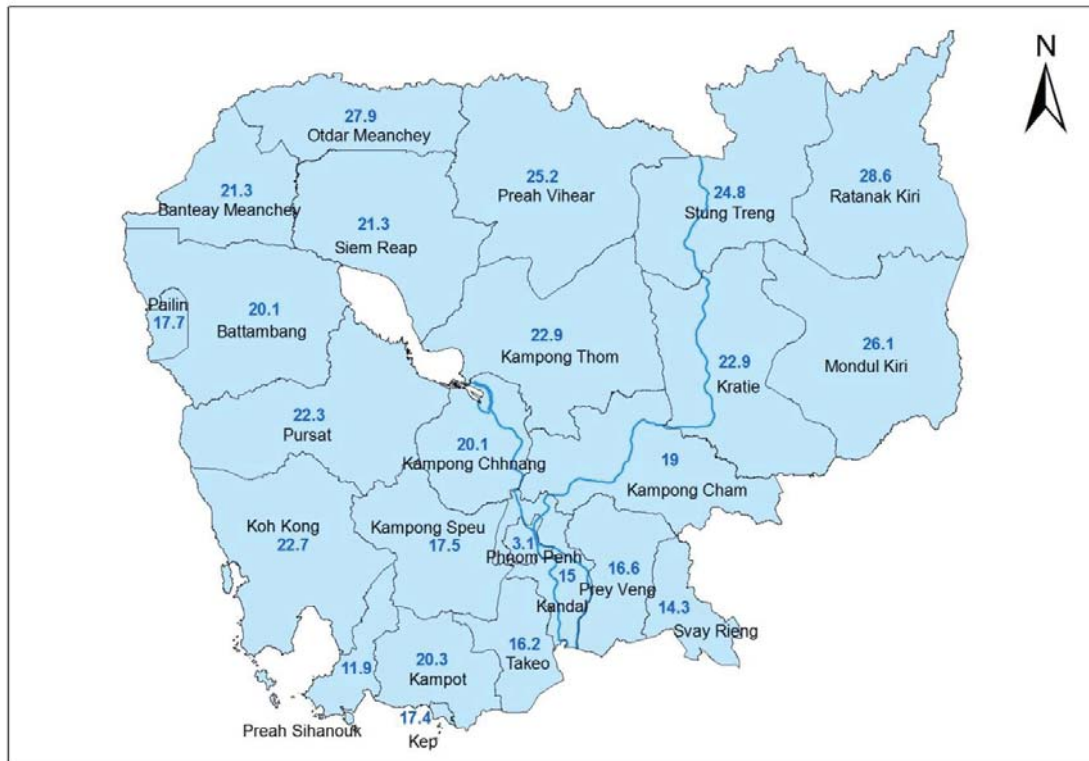 N
27.9
Otdar Meanchey
25.2
Preah Vihear
24.8
Stung Treng
28.6
Ratanak Kiri
21.3
Banteay Meanchey
21.3
Siem Reap
Pailin
17.7
20.1
Battambang
22.9
Kampong Thom
22.9
Kratie
26.1
Mondul Kiri
22.3
Pursat
20.1
Kampong Chhnang
19
Kampong Cham
Koh Kong
22.7
Kampong Speu
17.5
3.1
Phnom Penh
15
Kandal
16.6
Prey Veng
14.3
Svay Rieng
16.2
Takeo
11.9
Preah Sihanouk
20.3
Kampot
17.4
Kep